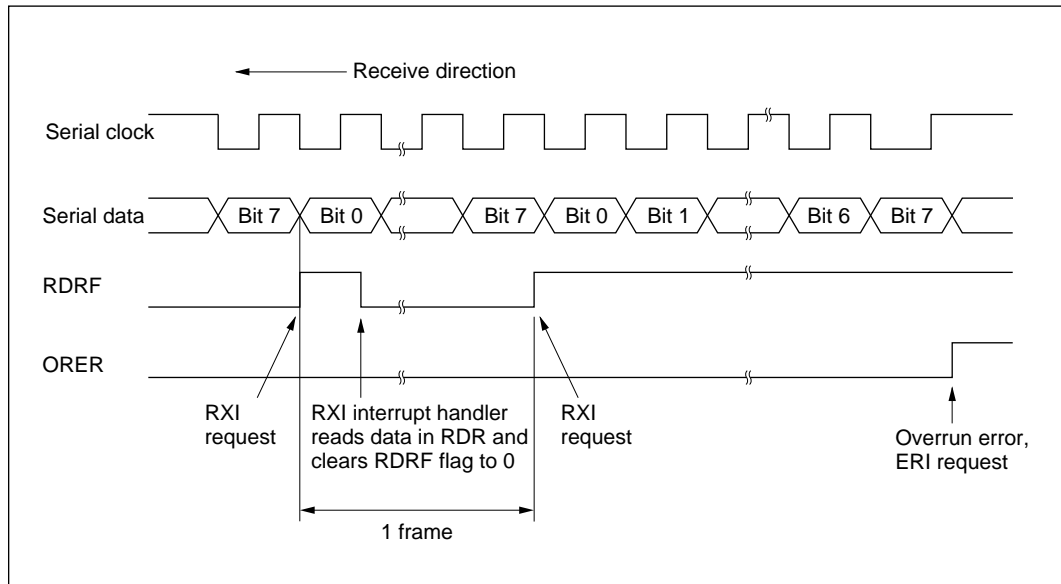 Receive direction
Serial clock
Serial data
Bit 7
Bit 0
Bit 7
Bit 0
Bit 1
Bit 6
Bit 7
RDRF
ORER
RXI
request
RXI interrupt handler
reads data in RDR and
clears RDRF flag to 0
RXI
request
Overrun error,
ERI request
1 frame